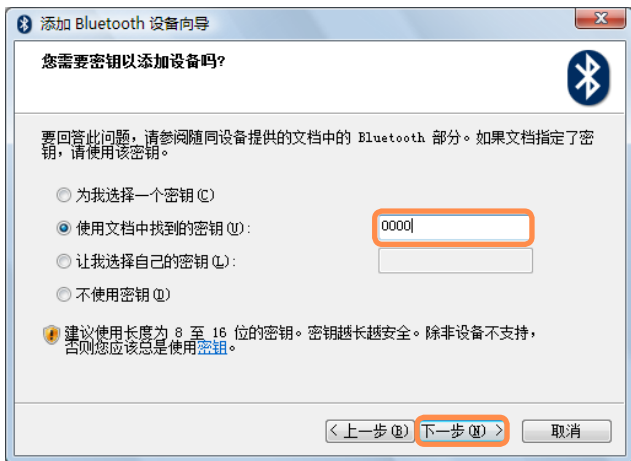 添加 Bluetooth 设备向导
您需要密钥以添加设备吗?
要回答此问题，请参阅随同设备提供的文档中的 Bluetooth 部分。如果文档指定了密
钥，请使用该密钥。
为我选择一个密钥(C)
使用文档中找到的密钥(U):
0000
让我选择自己的密钥(L):
不使用密钥(D)
建议使用长度为 8 至 16 位的密钥。密钥越长越安全。除非设备不支持，
否则您应该总是使用密钥。
<上一步(B)
下一步(N) >
取消